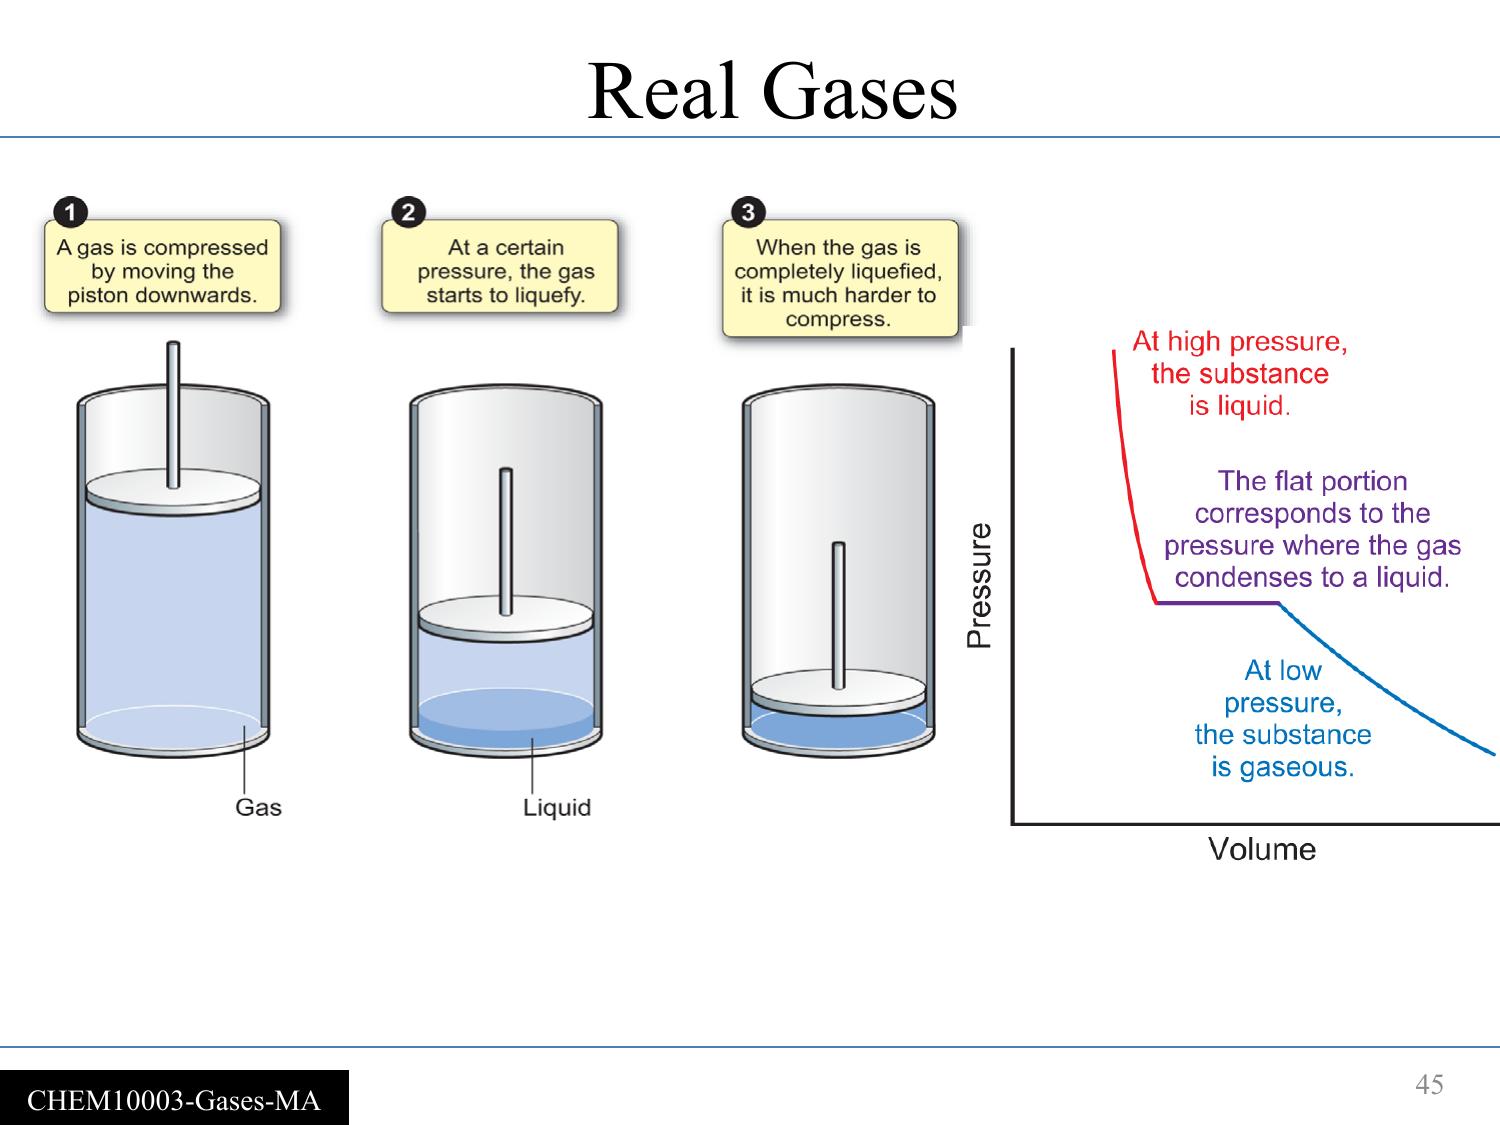 Real Gases
1
A gas is compressed
by moving the
piston downwards.
2
At a certain
pressure, the gas
starts to liquefy.
3
When the gas is
completely liquefied,
it is much harder to
compress.
Gas
Liquid
Pressure
At high pressure,
the substance
is liquid.
The flat portion
corresponds to the
pressure where the gas
condenses to a liquid.
At low
pressure,
the substance
is gaseous.
Volume
CHEM10003-Gases-MA
45